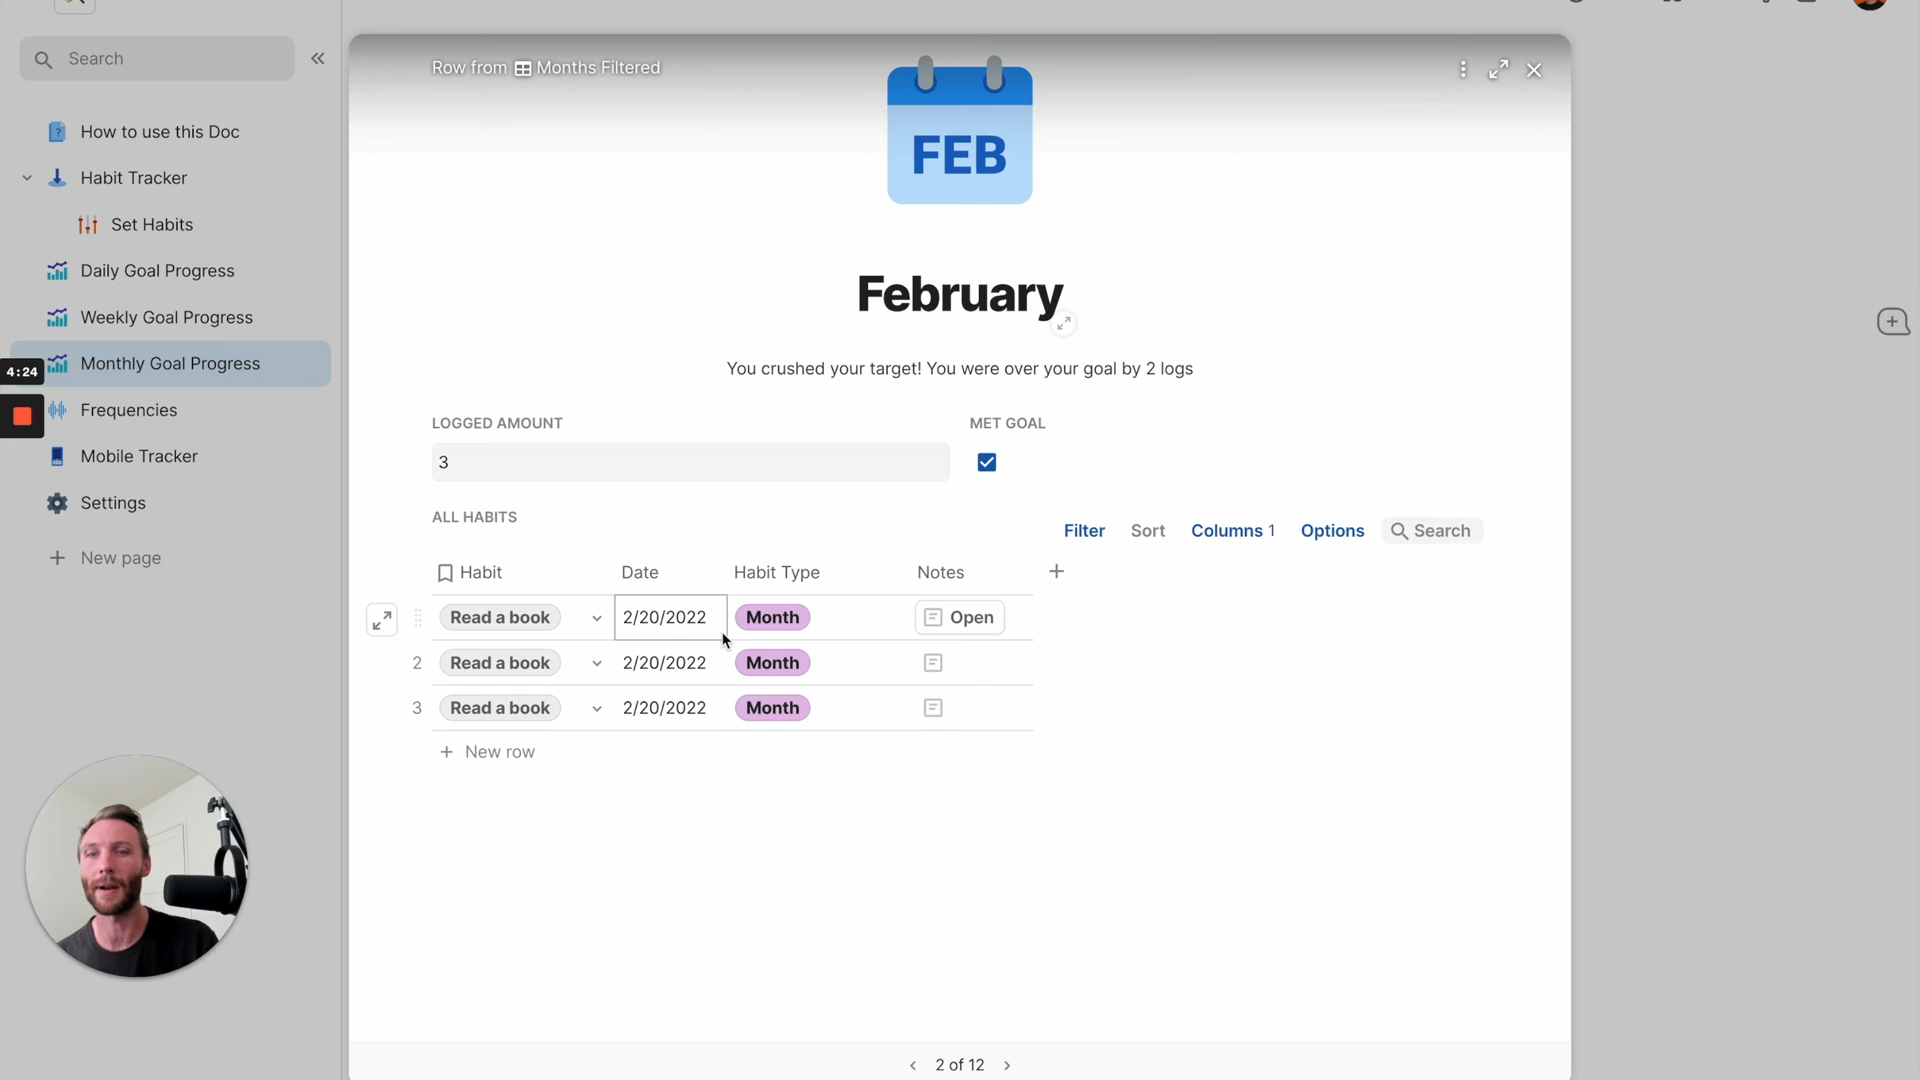 Search
How to use this Doc
Habit Tracker
Set Habits
Daily Goal Progress
Weekly Goal Progress
Monthly Goal Progress
4:24
Frequencies
Mobile Tracker
Settings
New page
Row from Months Filtered
FEB
February
You crushed your target! You were over your goal by 2 logs
LOGGED AMOUNT MET GOAL
3
ALL HABITS
Filter Sort Columns 1 Options Search
Habit Date Habit Type Notes
Read a book 2/20/2022 Month Open
2 Read a book 2/20/2022 Month
3 Read a book 2/20/2022 Month
New row
2 of 12